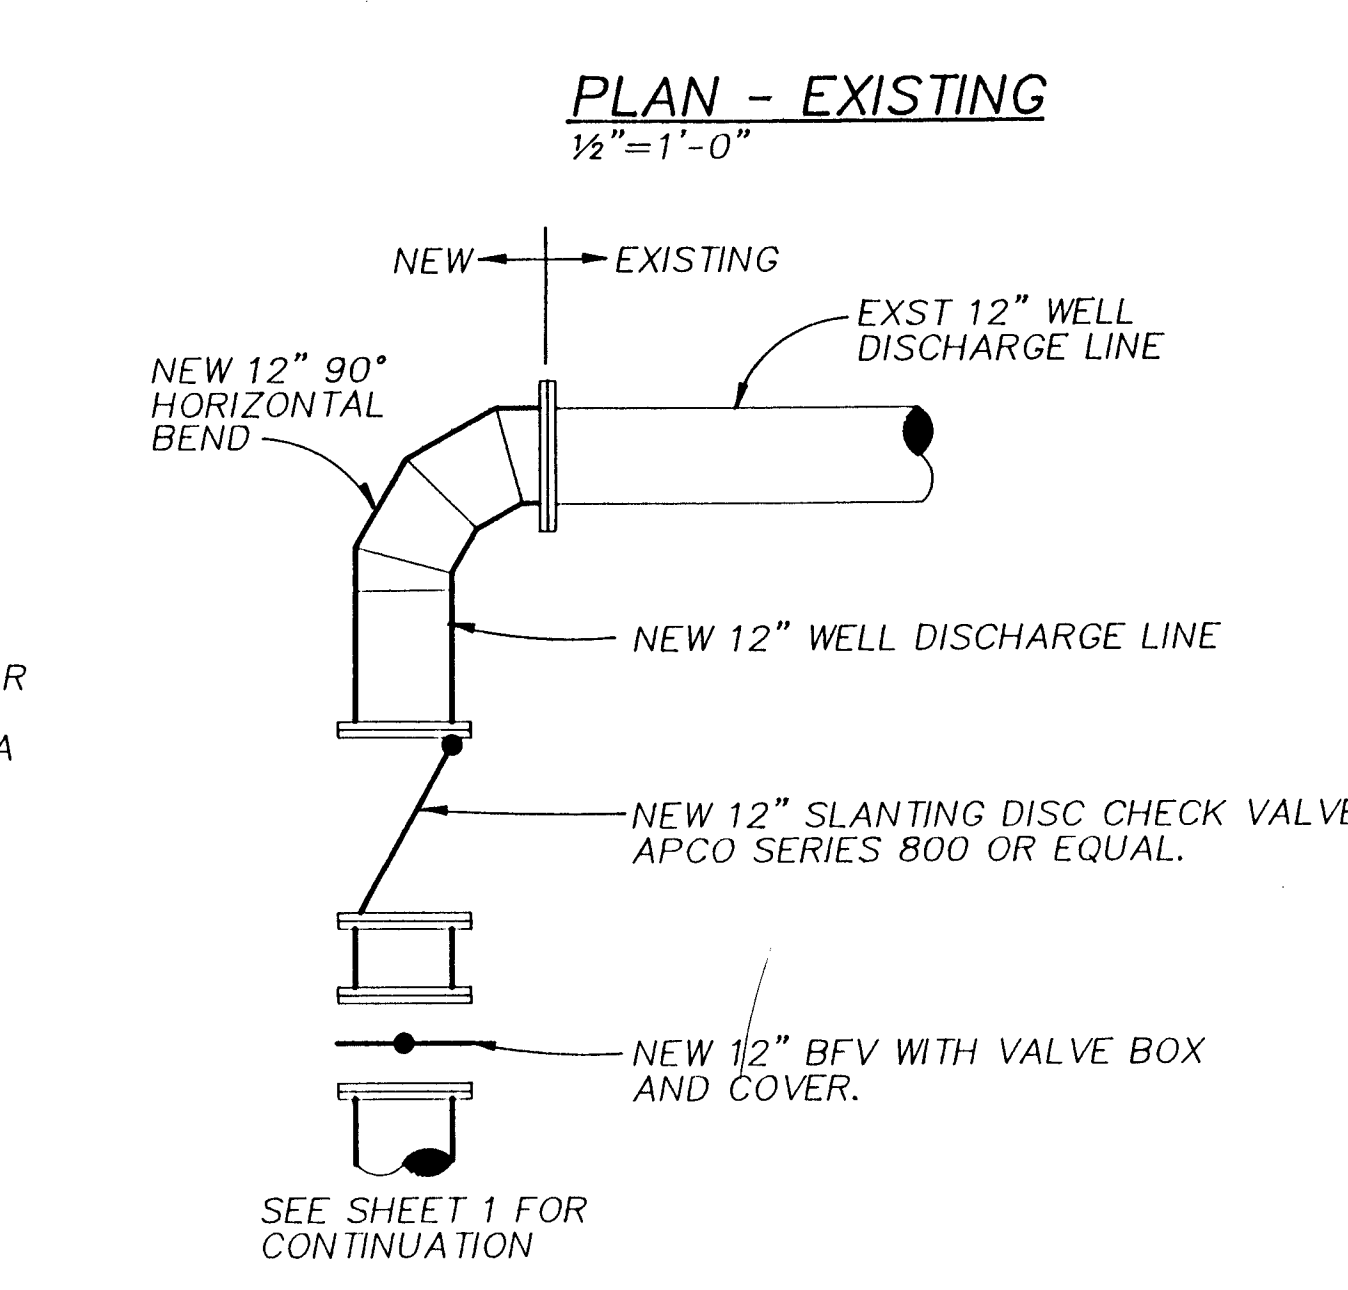 PLAN - EXISTING
½"=1'-0"
NEW
EXISTING
EXST 12" WELL
DISCHARGE LINE
NEW 12" 90°
HORIZONTAL
BEND
NEW 12" WELL DISCHARGE LINE
R
A
NEW 12" SLANTING DISC CHECK VALVE
APCO SERIES 800 OR EQUAL.
NEW 12" BFV WITH VALVE BOX
AND COVER.
SEE SHEET 1 FOR
CONTINUATION